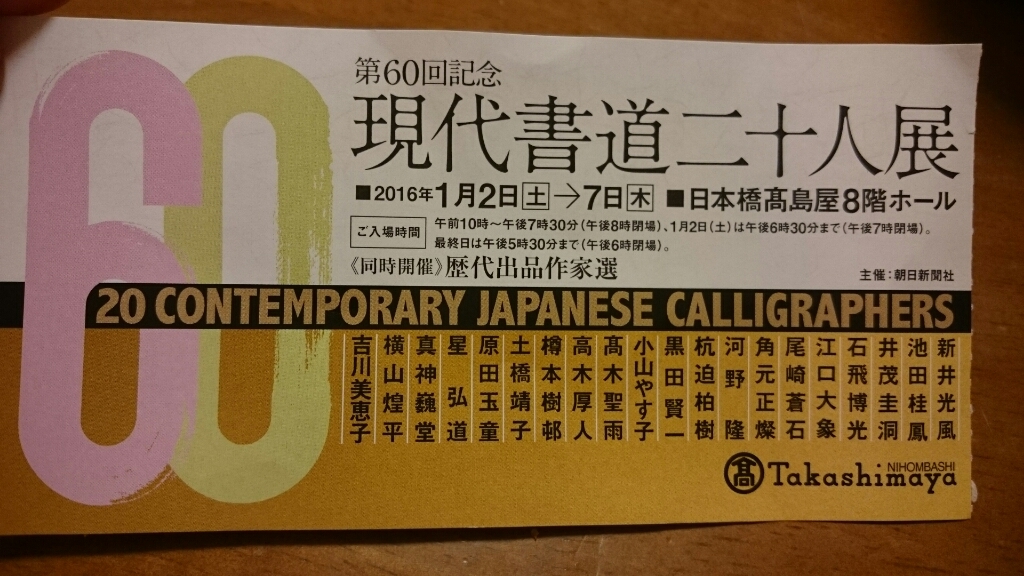 60
第60回記念
現代書道二十人展
■2016年1月2日土→7日木 ■日本橋髙島屋8階ホール
ご入場時間
午前10時〜午後7時30分(午後8時閉場)、1月2日(土)は午後6時30分まで(午後7時閉場)。
最終日は午後5時30分まで(午後6時閉場)。
《同時開催》歴代出品作家選
主催:朝日新聞社
20 CONTEMPORARY JAPANESE CALLIGRAPHERS
新井光風
池田桂鳳
井茂圭洞
石飛博光
江口大象
尾崎蒼石
角元正燦
河野隆
杭迫柏樹
黒田賢一
小山やす子
髙木聖雨
高木厚人
樽本樹邨
土橋靖子
原田玉童
星弘道
真神巍堂
横山煌平
吉川美恵子
髙 Takashimaya
NIHOMBASHI